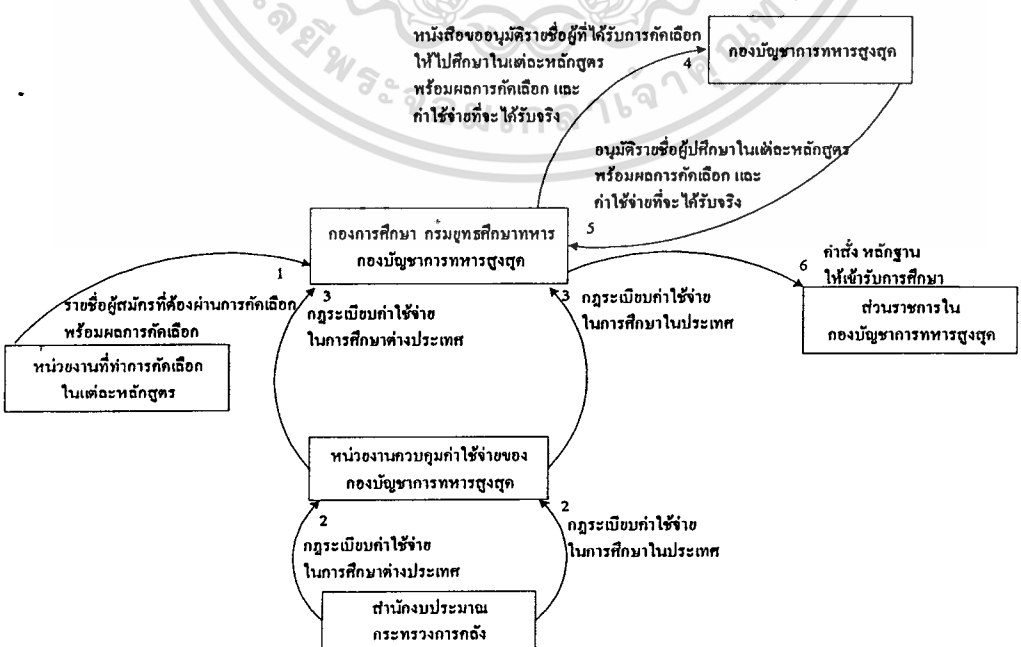 หนังสือขออนุมัติรายชื่อผู้ที่ได้รับการคัดเลือก
ให้ไปศึกษาในแต่ละหลักสูตร
พร้อมผลการคัดเลือก และ
ค่าใช้จ่ายที่จะได้รับจริง
4
กองบัญชาการทหารสูงสุด
อนุมัติรายชื่อผู้ปศึกษาในแต่ละหลักสูตร
พร้อมผลการคัดเลือก และ
ค่าใช้จ่ายที่จะได้รับจริง
5
กองการศึกษา กรมยุทธศึกษาทหาร
กองบัญชาการทหารสูงสุด
1
รายชื่อผู้สมัครที่ต้องผ่านการคัดเลือก
พร้อมผลการคัดเลือก
หน่วยงานที่ทำการคัดเลือก
ในแต่ละหลักสูตร
3
กฎระเบียบค่าใช้จ่าย
ในการศึกษาต่างประเทศ
3
กฎระเบียบค่าใช้จ่าย
ในการศึกษาในประเทศ
6
คำสั่ง หลักฐาน
ให้เข้ารับการศึกษา
ส่วนราชการใน
กองบัญชาการทหารสูงสุด
หน่วยงานควบคุมค่าใช้จ่ายของ
กองบัญชาการทหารสูงสุด
2
กฎระเบียบค่าใช้จ่าย
ในการศึกษาต่างประเทศ
2
กฎระเบียบค่าใช้จ่าย
ในการศึกษาในประเทศ
สำนักงบประมาณ
กระทรวงการคลัง